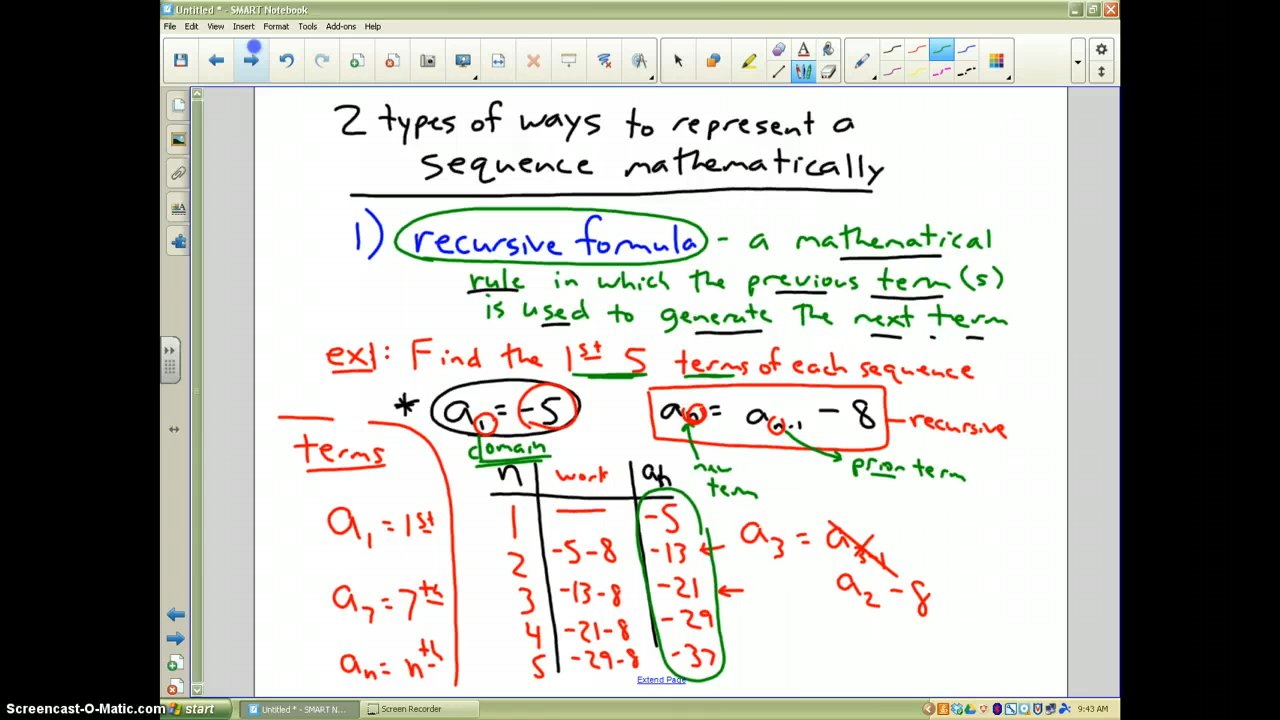 Untitled * - SMART Notebook
File Edit View Insert Format Tools Add-ons Help
2 types of ways to represent a
sequence mathematically
1) recursive formula - a mathematical
rule in which the previous term(s)
is used to generate the next term
ex1: Find the 1st 5 terms of each sequence
* a₁ = -5 aₙ = aₙ₋₁ - 8 recursive
domain new term prior term
terms
n work aₙ
1 — -5
2 -5-8 -13
3 -13-8 -21
4 -21-8 -29
5 -29-8 -37
a₁ = 1st
a₇ = 7th
aₙ = nth
a₃ =
a₂ - 8
Extend Page
Screencast-O-Matic.com
start Untitled * - SMART N... Screen Recorder 9:43 AM